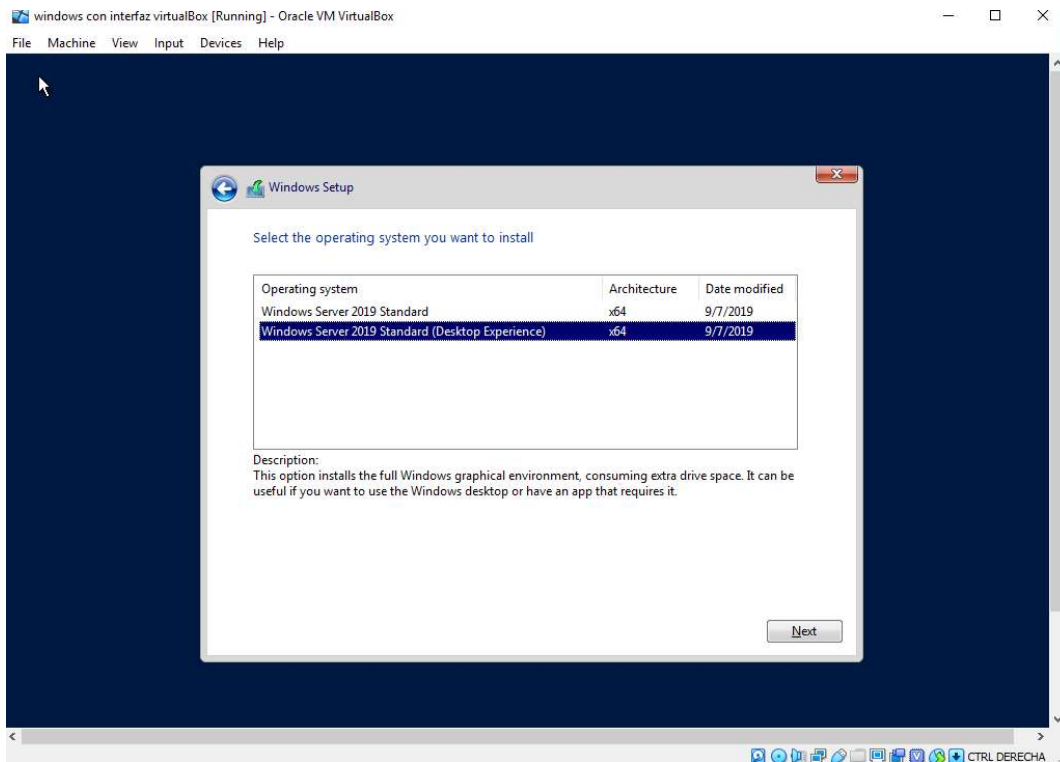 windows con interfaz virtualBox [Running] - Oracle VM VirtualBox
File Machine View Input Devices Help
Windows Setup
Select the operating system you want to install
Operating system Architecture Date modified
Windows Server 2019 Standard x64 9/7/2019
Windows Server 2019 Standard (Desktop Experience) x64 9/7/2019
Description:
This option installs the full Windows graphical environment, consuming extra drive space. It can be
useful if you want to use the Windows desktop or have an app that requires it.
Next
CTRL DERECHA